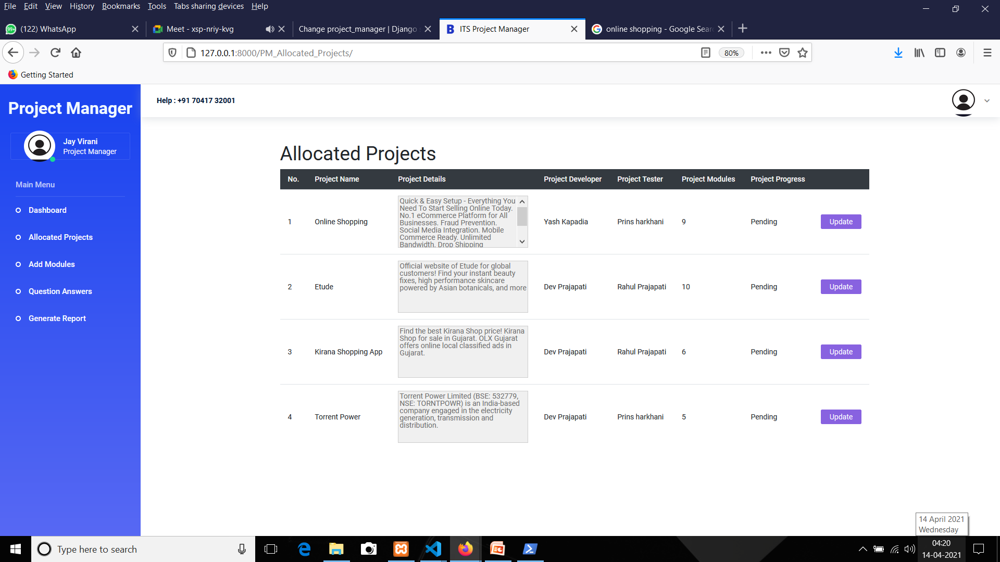 File Edit View History Bookmarks Tools Tabs sharing devices Help
(122) WhatsApp
Meet - xsp-nriy-kvg
Change project_manager | Django
ITS Project Manager
online shopping - Google Sear
127.0.0.1:8000/PM_Allocated_Projects/
80%
Getting Started
Project Manager
Help : +91 70417 32001
Jay Virani
Project Manager
Main Menu
Dashboard
Allocated Projects
Add Modules
Question Answers
Generate Report
Allocated Projects
No. Project Name Project Details Project Developer Project Tester Project Modules Project Progress
1 Online Shopping
Quick & Easy Setup - Everything You
Need To Start Selling Online Today.
No.1 eCommerce Platform for All
Businesses. Fraud Prevention.
Social Media Integration. Mobile
Commerce Ready. Unlimited
Bandwidth. Drop Shipping
Yash Kapadia Prins harkhani 9 Pending Update
2 Etude
Official website of Etude for global
customers! Find your instant beauty
fixes, high performance skincare
powered by Asian botanicals, and more
Dev Prajapati Rahul Prajapati 10 Pending Update
3 Kirana Shopping App
Find the best Kirana Shop price! Kirana
Shop for sale in Gujarat. OLX Gujarat
offers online local classified ads in
Gujarat.
Dev Prajapati Rahul Prajapati 6 Pending Update
4 Torrent Power
Torrent Power Limited (BSE: 532779,
NSE: TORNTPOWR) is an India-based
company engaged in the electricity
generation, transmission and
distribution.
Dev Prajapati Prins harkhani 5 Pending Update
14 April 2021
Wednesday
Type here to search
04:20
14-04-2021